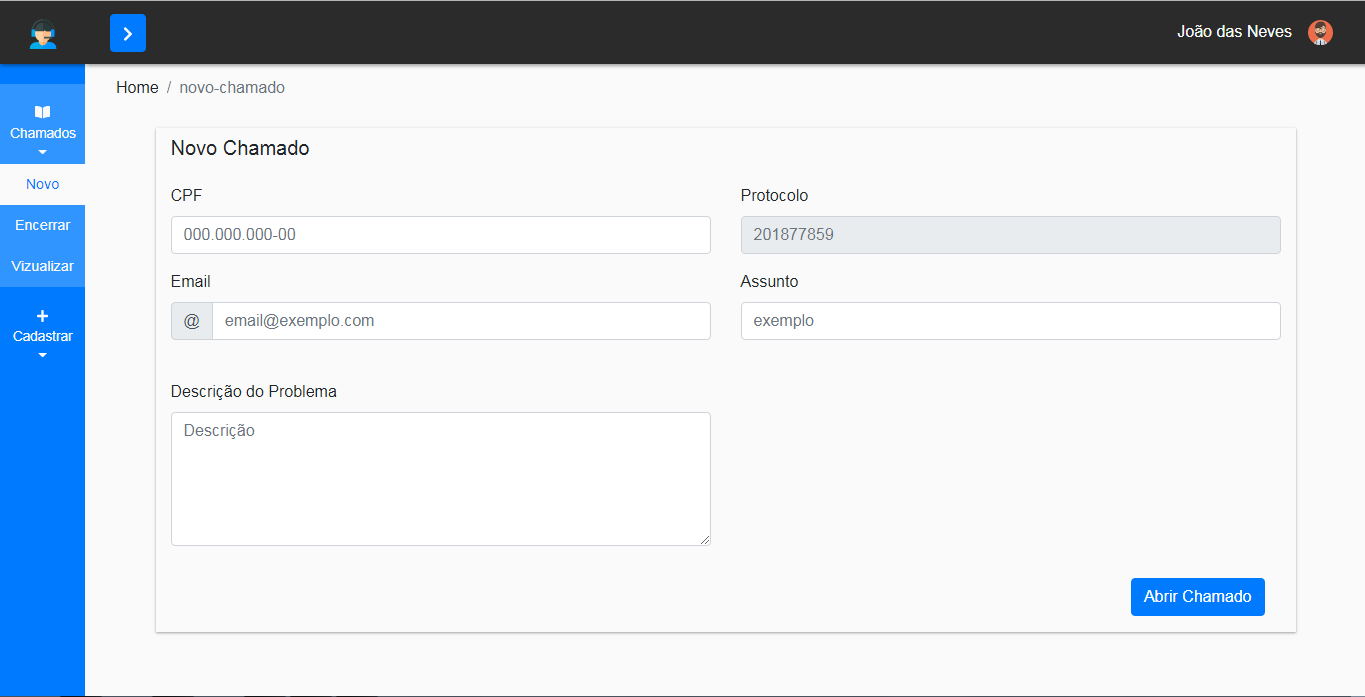 João das Neves
Home / novo-chamado
Chamados
Novo
Encerrar
Vizualizar
Cadastrar
Novo Chamado
CPF
000.000.000-00
Protocolo
201877859
Email
@ email@exemplo.com
Assunto
exemplo
Descrição do Problema
Descrição
Abrir Chamado